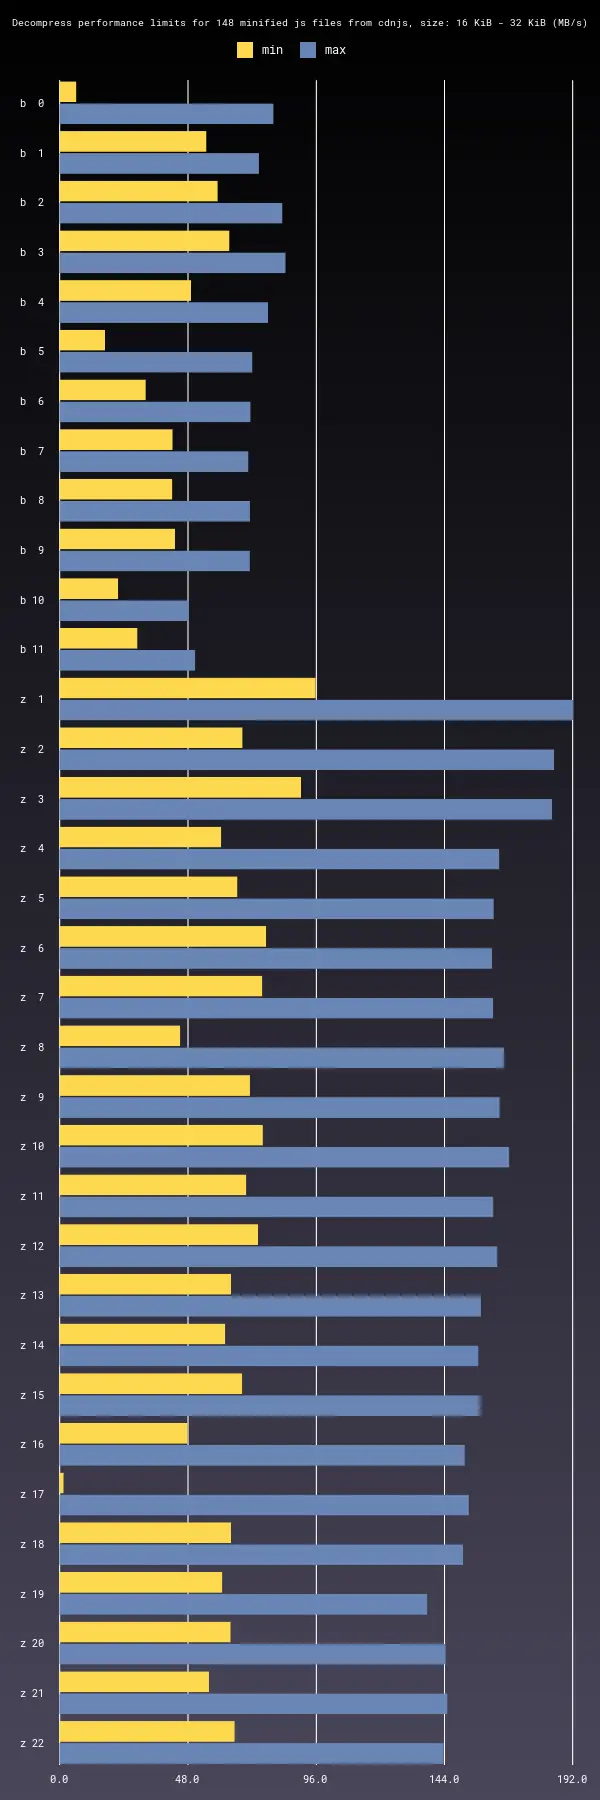 Decompress performance limits for 148 minified js files from cdnjs, size: 16 KiB - 32 KiB (MB/s)
min max
b 0
b 1
b 2
b 3
b 4
b 5
b 6
b 7
b 8
b 9
b 10
b 11
z 1
z 2
z 3
z 4
z 5
z 6
z 7
z 8
z 9
z 10
z 11
z 12
z 13
z 14
z 15
z 16
z 17
z 18
z 19
z 20
z 21
z 22
0.0 48.0 96.0 144.0 192.0